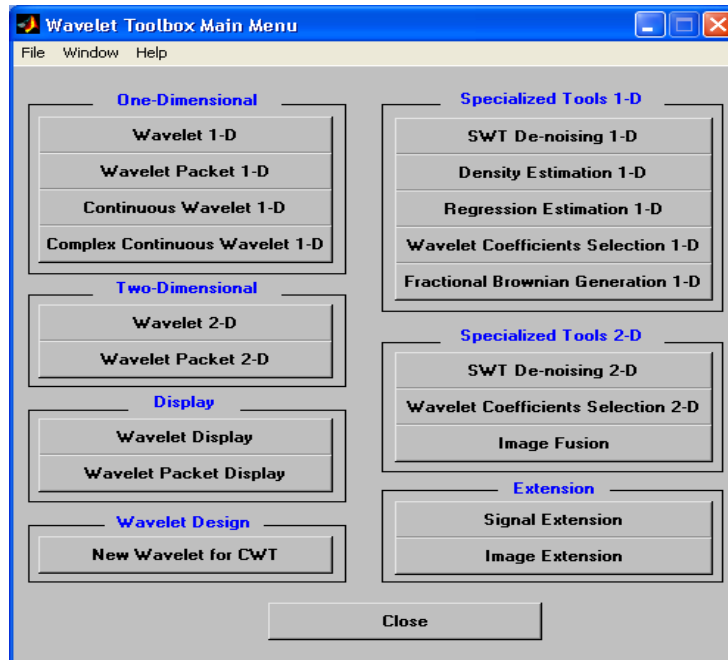 Wavelet Toolbox Main Menu
File Window Help
One-Dimensional
Wavelet 1-D
Wavelet Packet 1-D
Continuous Wavelet 1-D
Complex Continuous Wavelet 1-D
Two-Dimensional
Wavelet 2-D
Wavelet Packet 2-D
Display
Wavelet Display
Wavelet Packet Display
Wavelet Design
New Wavelet for CWT
Specialized Tools 1-D
SWT De-noising 1-D
Density Estimation 1-D
Regression Estimation 1-D
Wavelet Coefficients Selection 1-D
Fractional Brownian Generation 1-D
Specialized Tools 2-D
SWT De-noising 2-D
Wavelet Coefficients Selection 2-D
Image Fusion
Extension
Signal Extension
Image Extension
Close